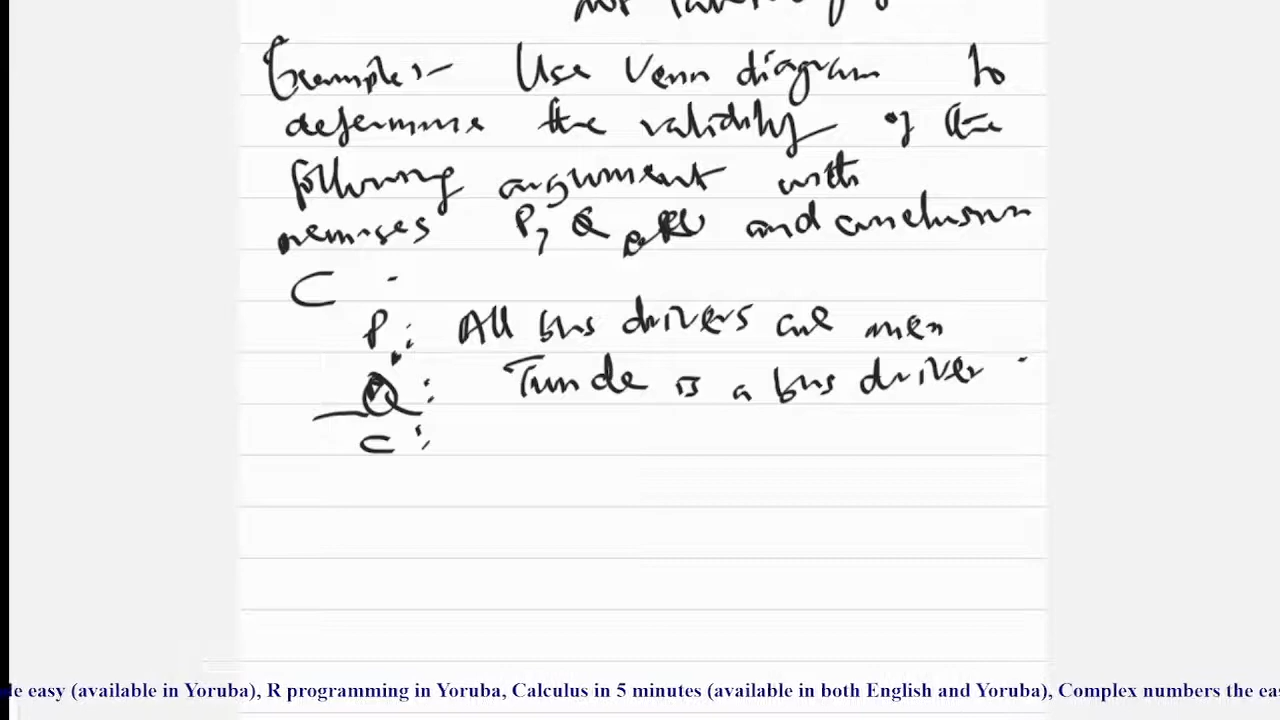 Example:- Use Venn diagram to
determine the validity of the
following argument with
premises P, Q and conclusion
C
P: All bus drivers are men
Q: Tunde is a bus driver.
C:
de easy (available in Yoruba), R programming in Yoruba, Calculus in 5 minutes (available in both English and Yoruba), Complex numbers the eas